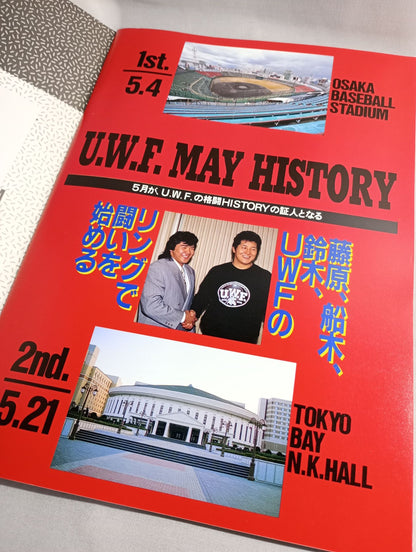 1st.
5.4
OSAKA
BASEBALL
STADIUM
U.W.F. MAY HISTORY
5月が、U.W.F.の格闘HISTORYの証人となる
藤原、船木、
鈴木、
UWFの
リングで
闘いを
始める
U.W.F.
2nd.
5.21
TOKYO
BAY
N.K.HALL